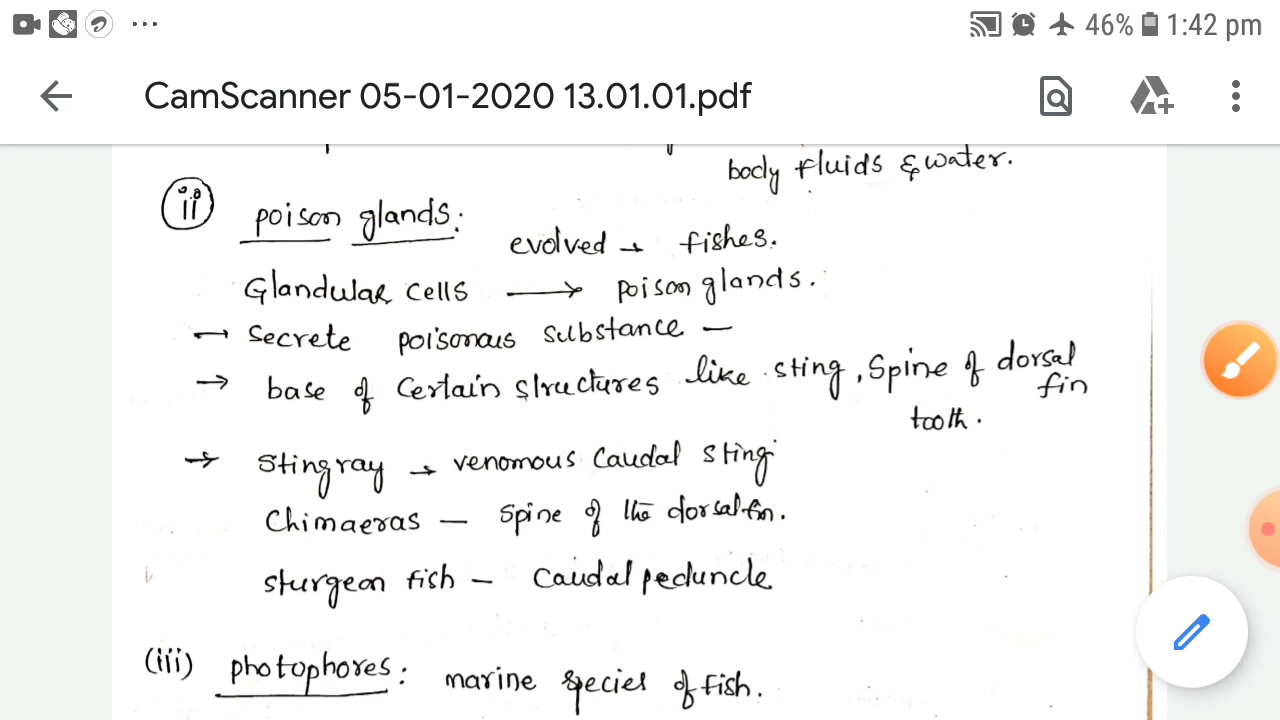 46% 1:42 pm
CamScanner 05-01-2020 13.01.01.pdf
body fluids & water.
(ii) poison glands:
evolved → fishes.
Glandular cells → poison glands.
→ Secrete poisonous substance –
→ base of Certain structures like sting, Spine of dorsal
fin
tooth.
→ Stingray → venomous Caudal sting
Chimaeras – Spine of the dorsal fin.
sturgeon fish – Caudal peduncle
(iii) photophores: marine species of fish.